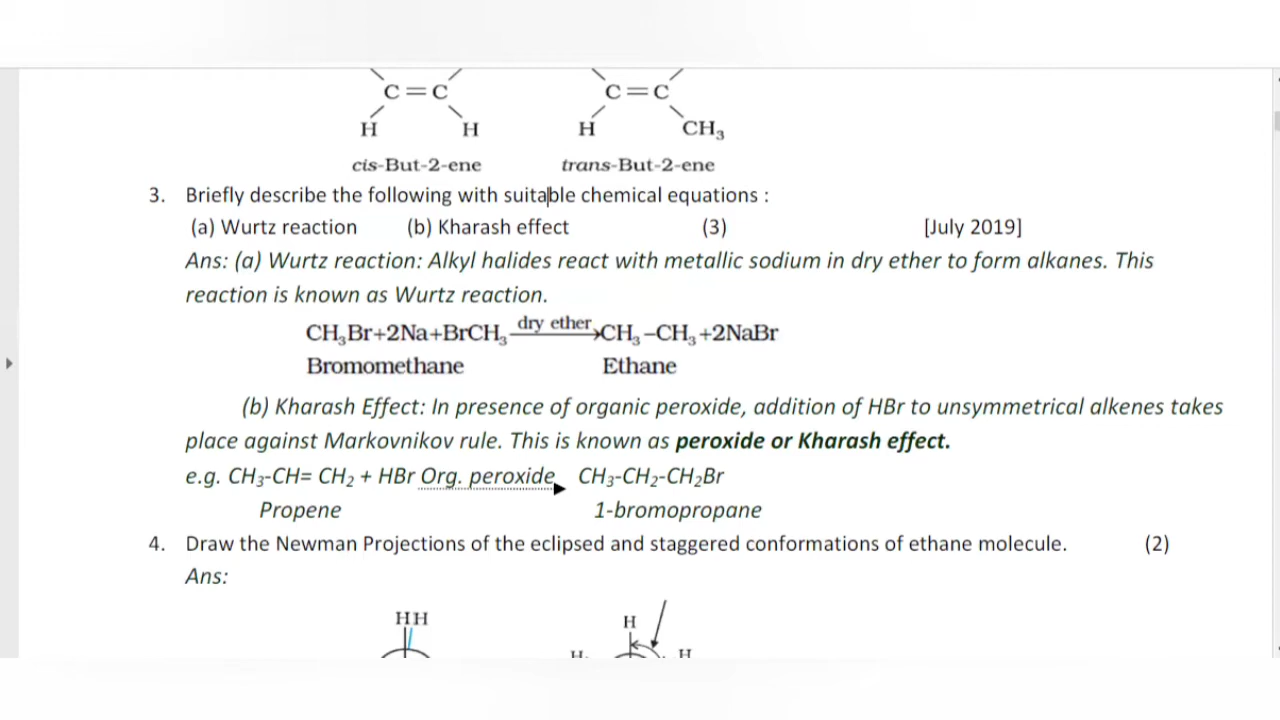 C=C C=C
H H H CH₃
cis-But-2-ene trans-But-2-ene
3. Briefly describe the following with suitable chemical equations :
(a) Wurtz reaction (b) Kharash effect (3) [July 2019]
Ans: (a) Wurtz reaction: Alkyl halides react with metallic sodium in dry ether to form alkanes. This
reaction is known as Wurtz reaction.
CH₃Br+2Na+BrCH₃ dry ether→ CH₃–CH₃+2NaBr
Bromomethane Ethane
(b) Kharash Effect: In presence of organic peroxide, addition of HBr to unsymmetrical alkenes takes
place against Markovnikov rule. This is known as peroxide or Kharash effect.
e.g. CH₃-CH= CH₂ + HBr Org. peroxide CH₃-CH₂-CH₂Br
Propene 1-bromopropane
4. Draw the Newman Projections of the eclipsed and staggered conformations of ethane molecule. (2)
Ans:
HH H
H H